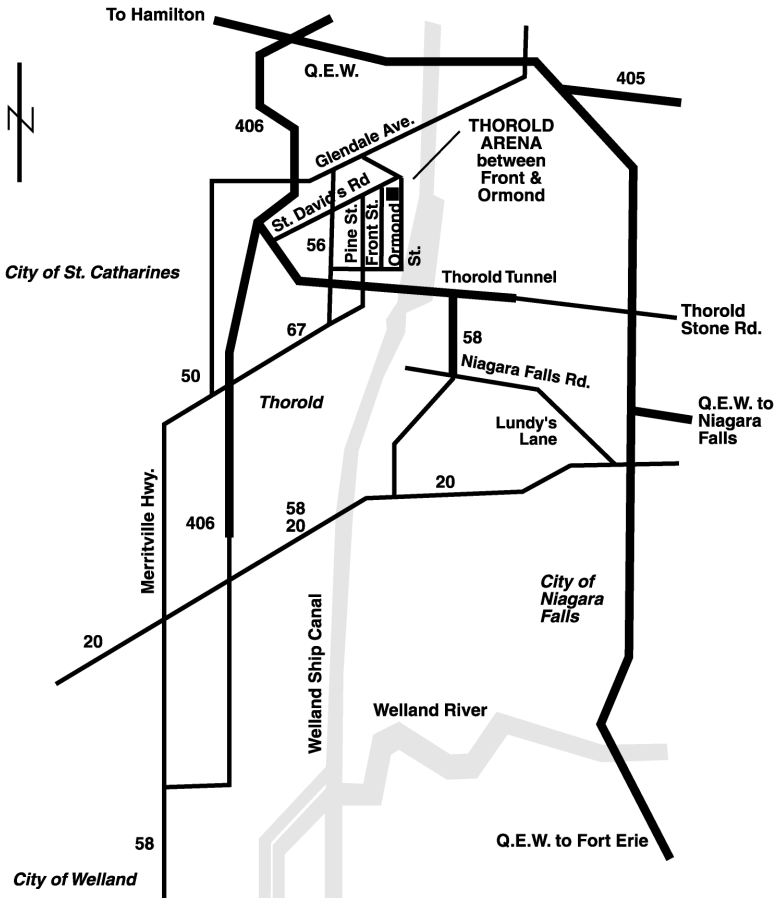 To Hamilton
Q.E.W.
405
406
Glendale Ave.
THOROLD
ARENA
between
Front &
Ormond
St. David's Rd
56
Pine St.
Front St.
Ormond
St.
N
City of St. Catharines
Thorold Tunnel
Thorold
Stone Rd.
67
58
Niagara Falls Rd.
50
Thorold
Q.E.W. to
Niagara
Falls
Lundy's
Lane
20
58
20
Merritville Hwy.
406
City of
Niagara
Falls
20
Welland Ship Canal
Welland River
58
Q.E.W. to Fort Erie
City of Welland